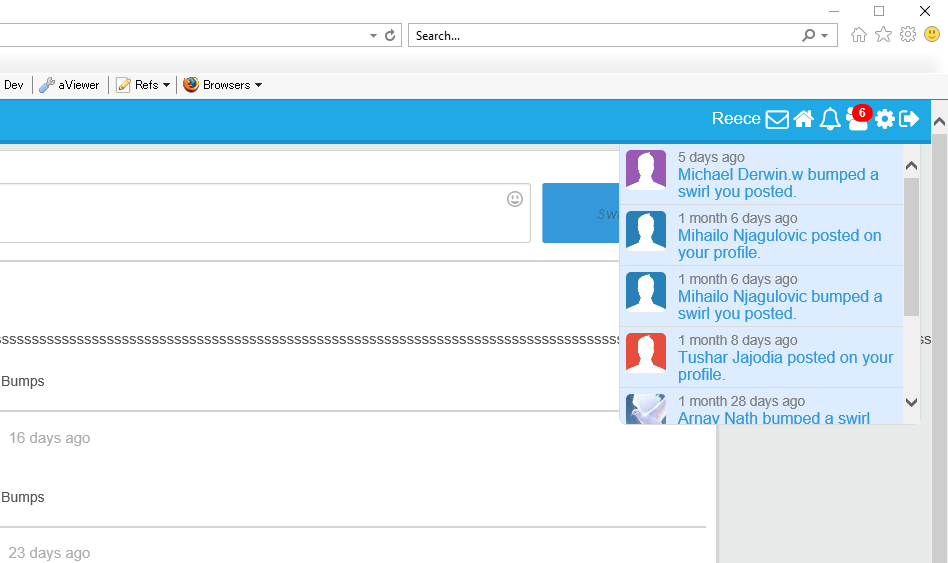 Search...
Dev
aViewer
Refs
Browsers
Reece
6
5 days ago
Michael Derwin.w bumped a
swirl you posted.
1 month 6 days ago
Mihailo Njagulovic posted on
your profile.
1 month 6 days ago
Mihailo Njagulovic bumped a
swirl you posted.
1 month 8 days ago
Tushar Jajodia posted on your
profile.
1 month 28 days ago
Arnav Nath bumped a swirl
Bumps
16 days ago
Bumps
23 days ago